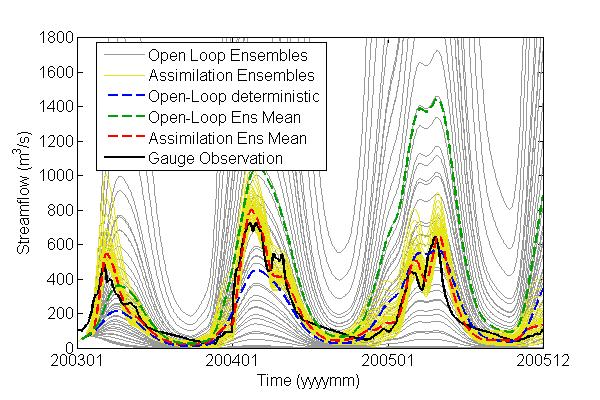 1800
1600
1400
1200
1000
800
600
400
200
0
Streamflow (m³/s)
Open Loop Ensembles
Assimilation Ensembles
Open-Loop deterministic
Open-Loop Ens Mean
Assimilation Ens Mean
Gauge Observation
200301 200401 200501 200512
Time (yyyymm)